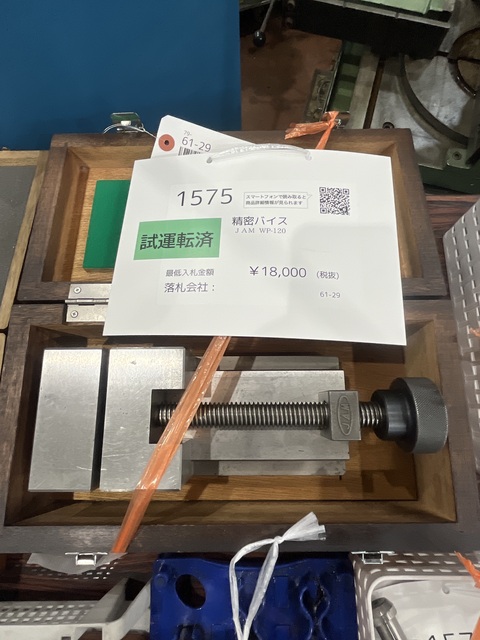 61-29
1575
スマートフォンで読み取ると
商品詳細情報が見られます
試運転済
精密バイス
JAM WP-120
最低入札金額
￥18,000 (税抜)
落札会社：
61-29